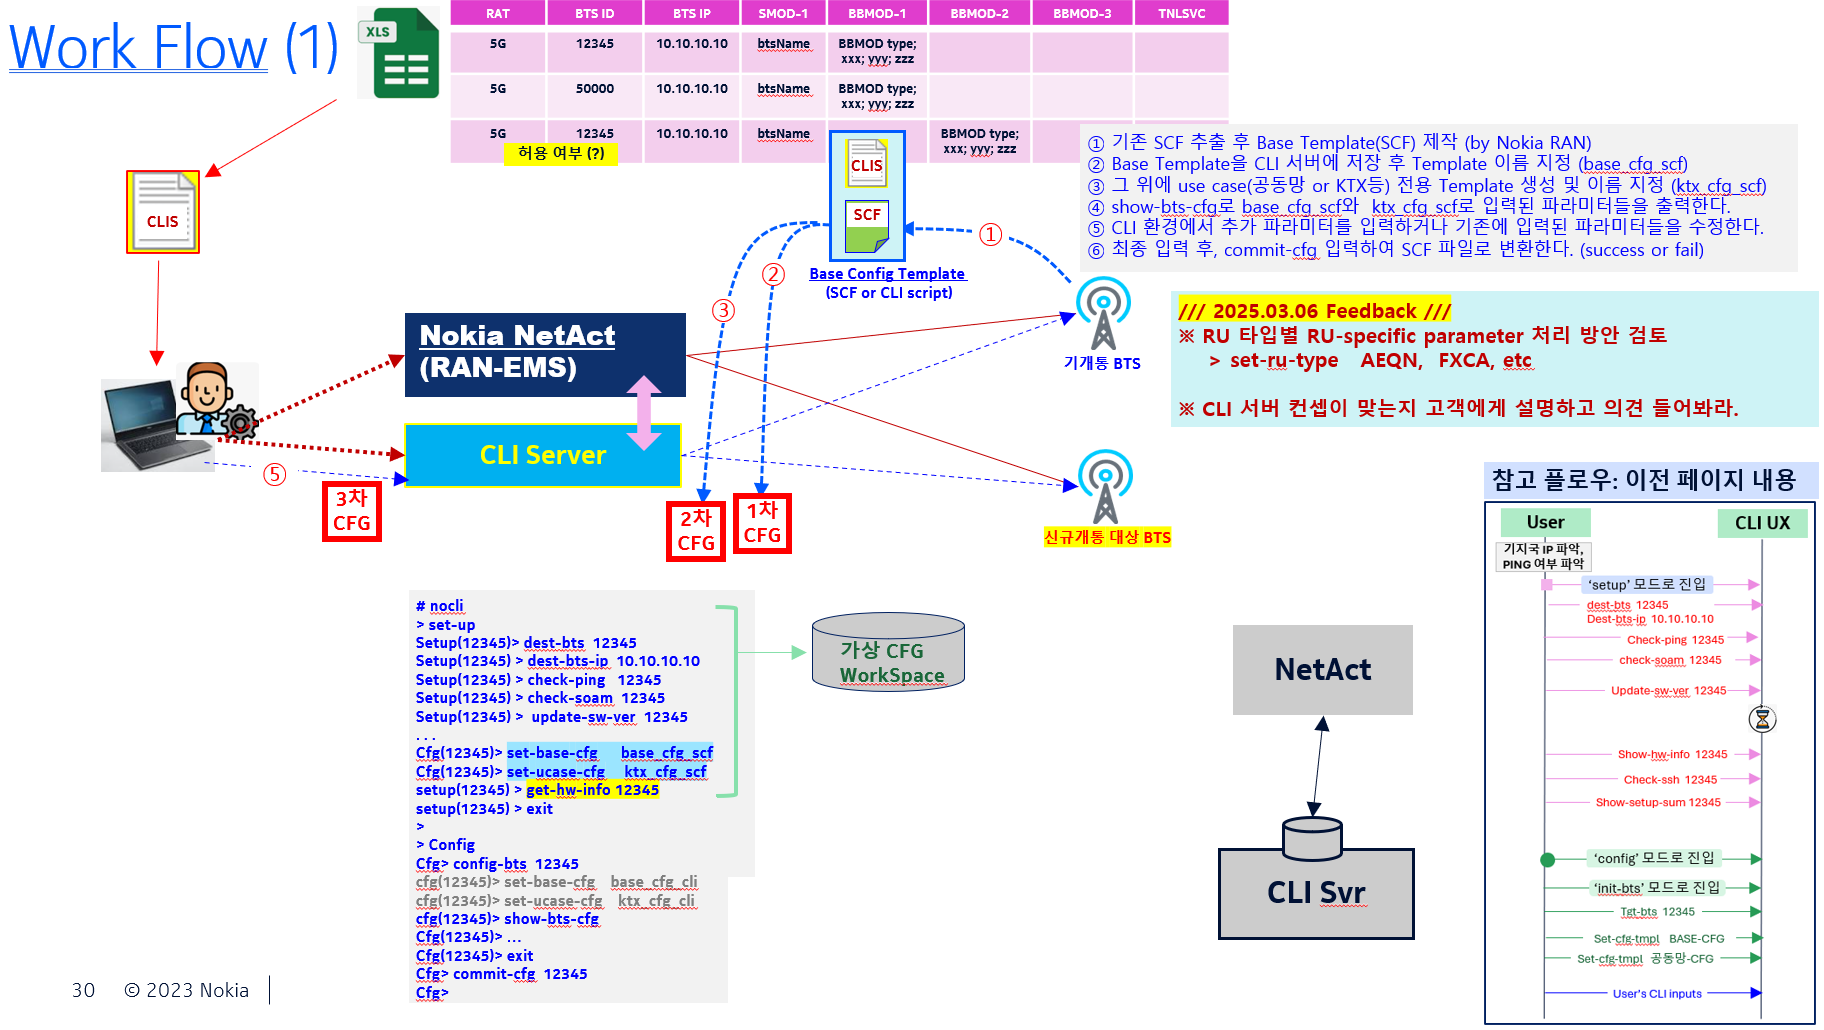 Work Flow (1)
XLS
RAT BTS ID BTS IP SMOD-1 BBMOD-1 BBMOD-2 BBMOD-3 TNLSVC
5G 12345 10.10.10.10 btsName BBMOD type;
xxx; yyy; zzz
5G 50000 10.10.10.10 btsName BBMOD type;
xxx; yyy; zzz
5G 12345 10.10.10.10 btsName BBMOD type;
xxx; yyy; zzz
허용 여부 (?)
CLIS
CLIS
SCF
Base Config Template
(SCF or CLI script)
① 기존 SCF 추출 후 Base Template(SCF) 제작 (by Nokia RAN)
② Base Template을 CLI 서버에 저장 후 Template 이름 지정 (base_cfg_scf)
③ 그 위에 use case(공동망 or KTX등) 전용 Template 생성 및 이름 지정 (ktx_cfg_scf)
④ show-bts-cfg로 base_cfg_scf와 ktx_cfg_scf로 입력된 파라미터들을 출력한다.
⑤ CLI 환경에서 추가 파라미터를 입력하거나 기존에 입력된 파라미터들을 수정한다.
⑥ 최종 입력 후, commit-cfg 입력하여 SCF 파일로 변환한다. (success or fail)
①
②
③
⑤
Nokia NetAct
(RAN-EMS)
CLI Server
기개통 BTS
신규개통 대상 BTS
3차
CFG
2차
CFG
1차
CFG
/// 2025.03.06 Feedback ///
※ RU 타입별 RU-specific parameter 처리 방안 검토
> set-ru-type AEQN, FXCA, etc
※ CLI 서버 컨셉이 맞는지 고객에게 설명하고 의견 들어봐라.
# nocli
> set-up
Setup(12345)> dest-bts 12345
Setup(12345) > dest-bts-ip 10.10.10.10
Setup(12345) > check-ping 12345
Setup(12345) > check-soam 12345
Setup(12345) > update-sw-ver 12345
. . .
Cfg(12345)> set-base-cfg base_cfg_scf
Cfg(12345)> set-ucase-cfg ktx_cfg_scf
setup(12345) > get-hw-info 12345
setup(12345) > exit
>
> Config
Cfg> config-bts 12345
cfg(12345)> set-base-cfg base_cfg_cli
cfg(12345)> set-ucase-cfg ktx_cfg_cli
cfg(12345)> show-bts-cfg
Cfg(12345)> ...
Cfg(12345)> exit
Cfg> commit-cfg 12345
Cfg>
가상 CFG
WorkSpace
NetAct
CLI Svr
참고 플로우: 이전 페이지 내용
User
CLI UX
기지국 IP 파악,
PING 여부 파악
‘setup’ 모드로 진입
dest-bts 12345
Dest-bts-ip 10.10.10.10
Check-ping 12345
check-soam 12345
Update-sw-ver 12345
Show-hw-info 12345
Check-ssh 12345
Show-setup-sum 12345
‘config’ 모드로 진입
‘init-bts’ 모드로 진입
Tgt-bts 12345
Set-cfg-tmpl BASE-CFG
Set-cfg-tmpl 공동망-CFG
User's CLI inputs
30 © 2023 Nokia